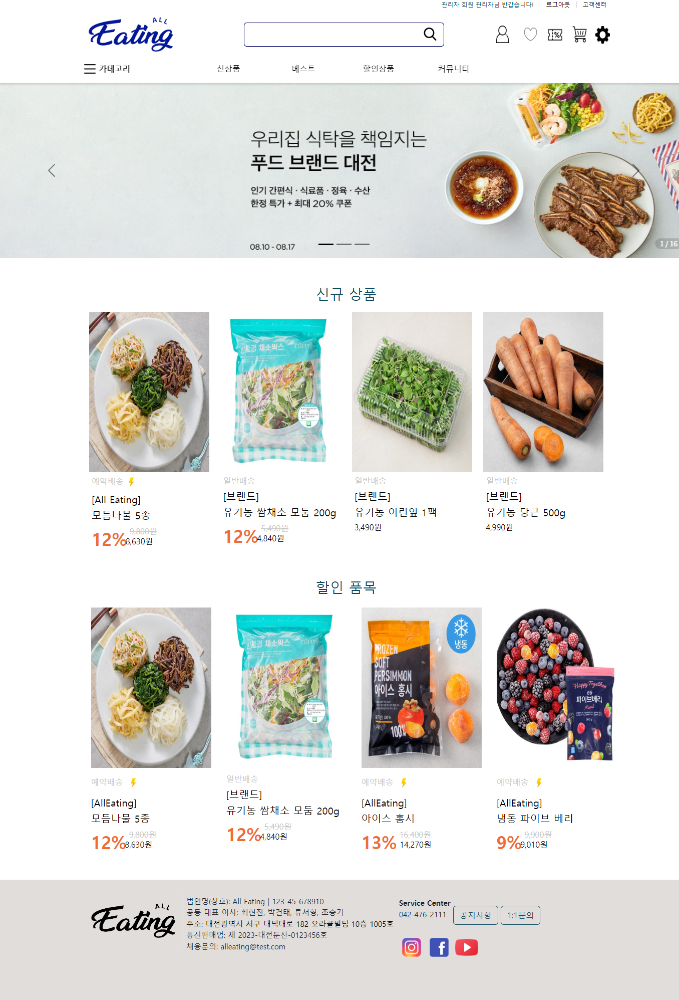 관리자 회원 관리자님 반갑습니다!
로그아웃
고객센터
ALL
Eating
카테고리
신상품
베스트
할인상품
커뮤니티
우리집 식탁을 책임지는
푸드 브랜드 대전
인기 간편식 · 식료품 · 정육 · 수산
한정 특가 + 최대 20% 쿠폰
08.10 - 08.17
1 / 16
신규 상품
친환경 채소믹스
Farm
예약배송
[All Eating]
모듬나물 5종
12%
9,800원
8,630원
일반배송
[브랜드]
유기농 쌈채소 모둠 200g
12%
5,490원
4,840원
일반배송
[브랜드]
유기농 어린잎 1팩
3,490원
일반배송
[브랜드]
유기농 당근 500g
4,990원
할인 품목
친환경 채소믹스
Farm
FROZEN
SOFT
PERSIMMON
아이스 홍시
100%
냉동
Happy Together
냉동
파이브베리
Mixed
500g
예약배송
[AllEating]
모듬나물 5종
12%
9,800원
8,630원
일반배송
[브랜드]
유기농 쌈채소 모둠 200g
12%
5,490원
4,840원
예약배송
[AllEating]
아이스 홍시
13%
16,400원
14,270원
예약배송
[AllEating]
냉동 파이브 베리
9%
9,900원
9,010원
ALL
Eating
법인명(상호): All Eating | 123-45-678910
공동 대표 이사: 최현진, 박건태, 류서형, 조승기
주소: 대전광역시 서구 대덕대로 182 오라클빌딩 10층 1005호
통신판매업: 제 2023-대전둔산-0123456호
채용문의: alleating@test.com
Service Center
042-476-2111
공지사항
1:1문의